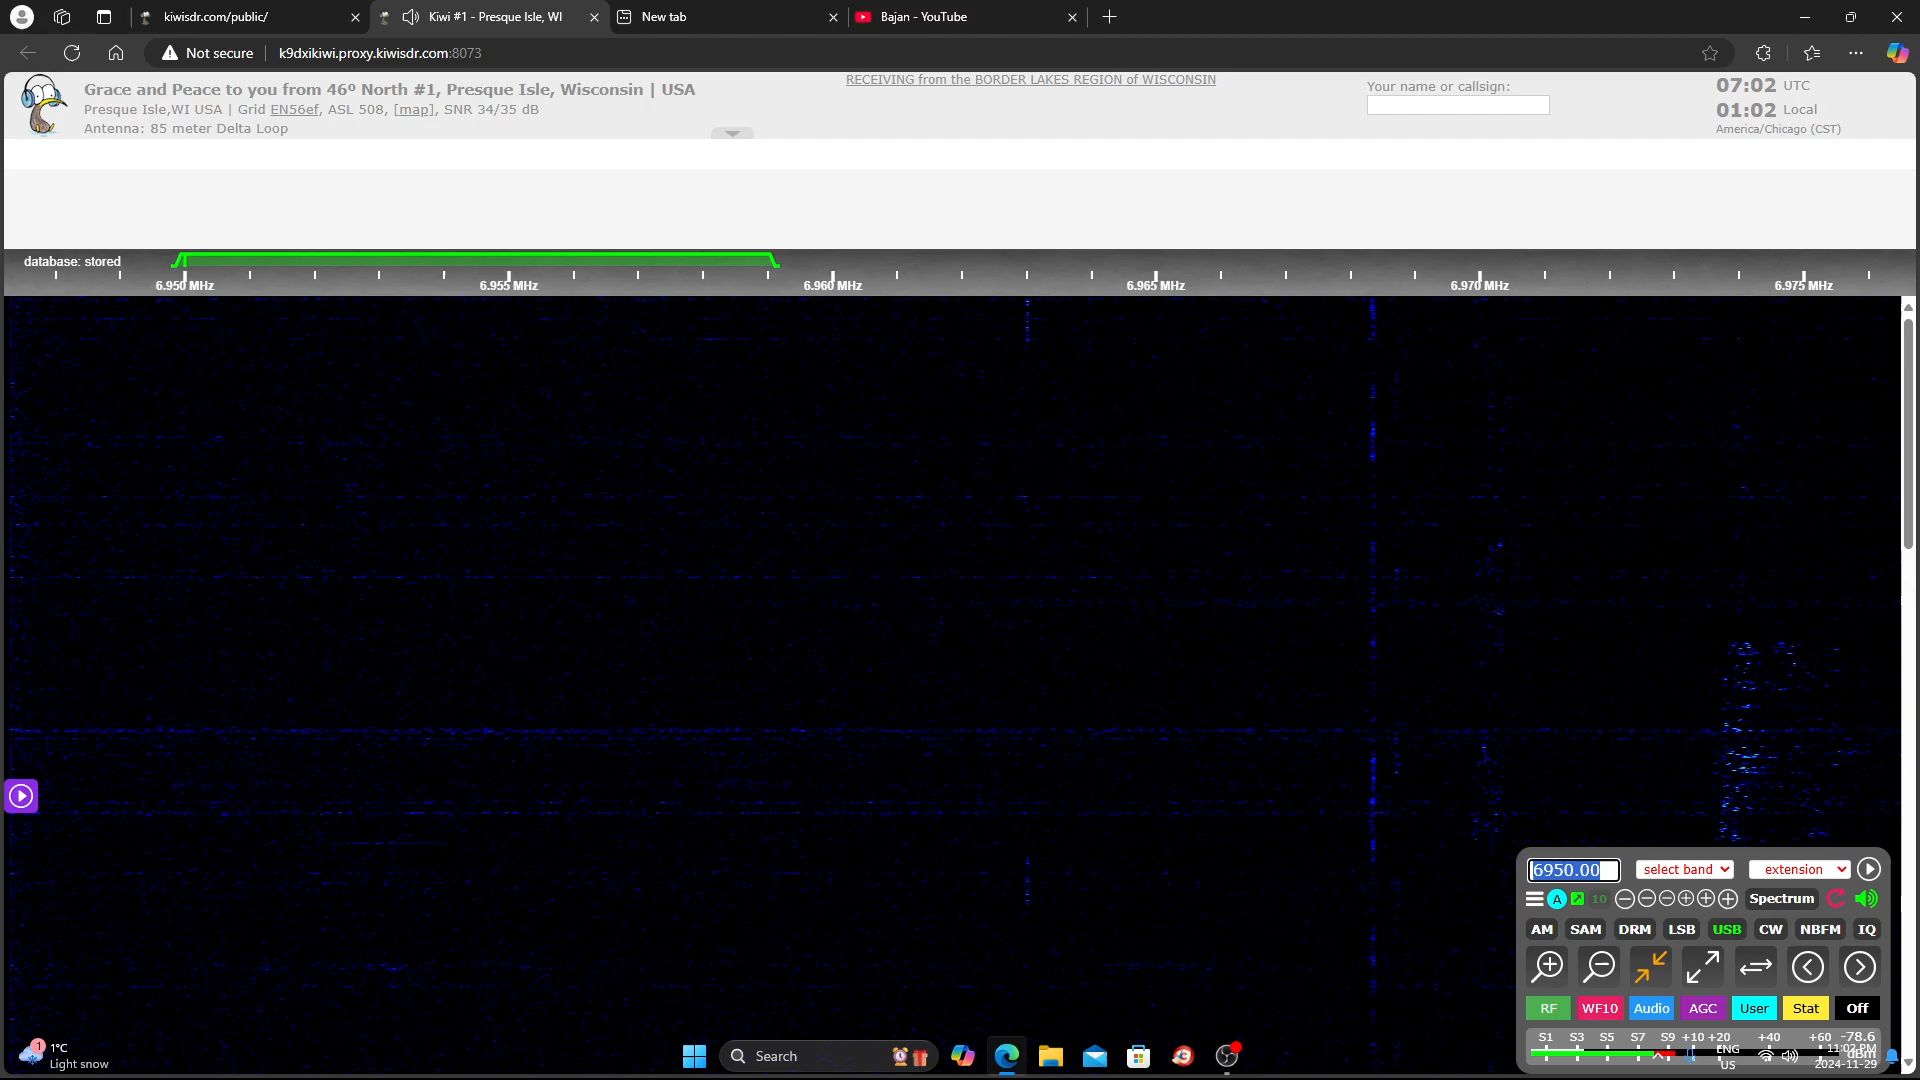 kiwisdr.com/public/
Kiwi #1 - Presque Isle, WI
New tab
Bajan - YouTube
Not secure
k9dxikiwi.proxy.kiwisdr.com:8073
Grace and Peace to you from 46º North #1, Presque Isle, Wisconsin | USA
Presque Isle,WI USA | Grid EN56ef, ASL 508, [map], SNR 34/35 dB
Antenna: 85 meter Delta Loop
RECEIVING from the BORDER LAKES REGION of WISCONSIN
Your name or callsign:
07:02 UTC
01:02 Local
America/Chicago (CST)
database: stored
6.950 MHz 6.955 MHz 6.960 MHz 6.965 MHz 6.970 MHz 6.975 MHz
6950.00 select band extension
A 10 Spectrum
AM SAM DRM LSB USB CW NBFM IQ
RF WF10 Audio AGC User Stat Off
S1 S3 S5 S7 S9 +10 +20 +40 +60 -78.6
dBm
1
1°C
Light snow
Search
ENG
US
11:02 PM
2024-11-29